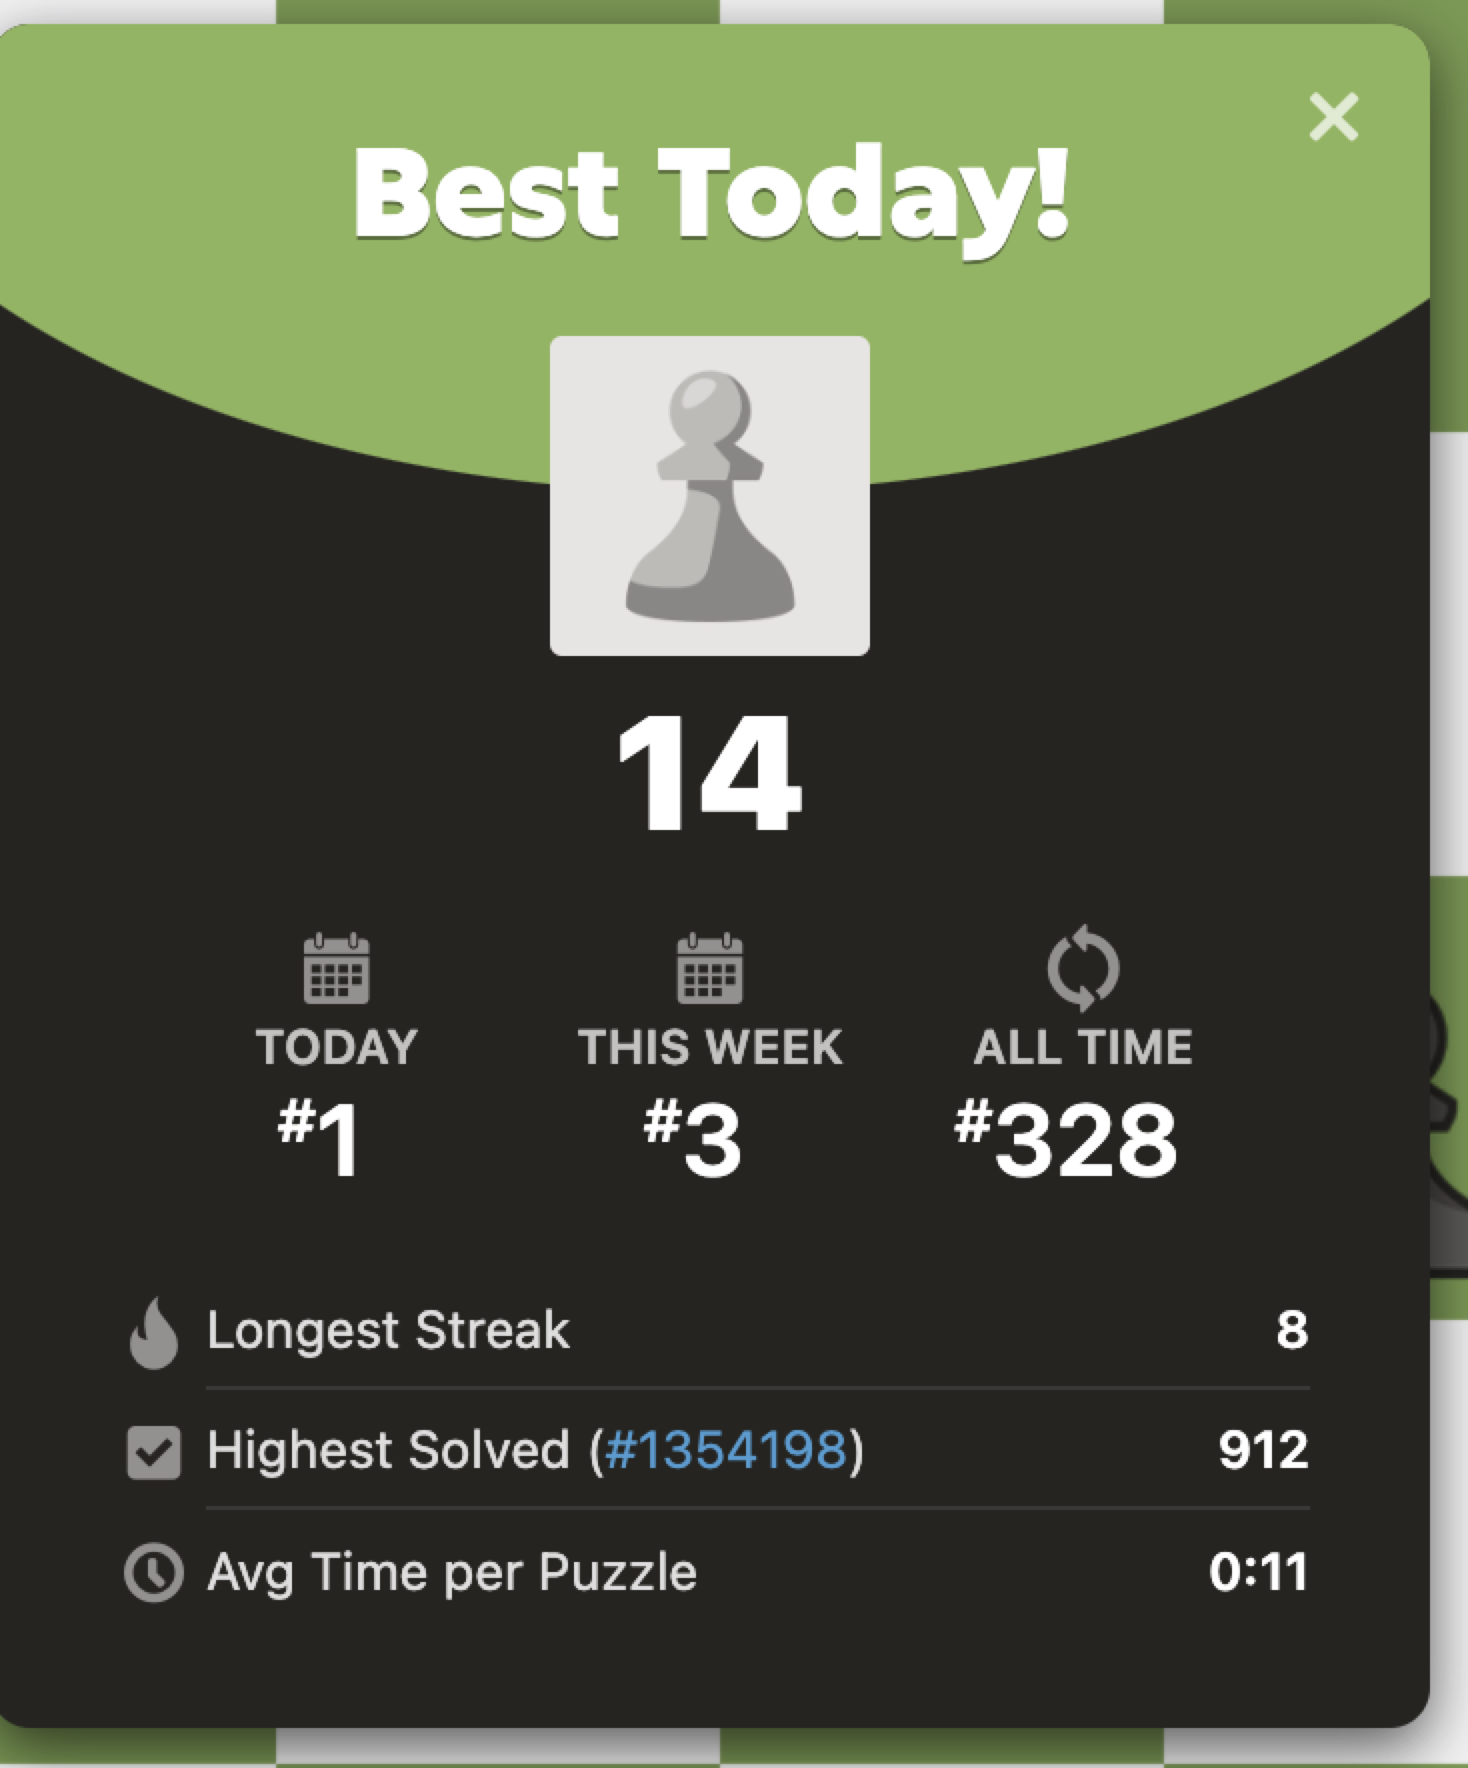 Best Today!
14
TODAY
THIS WEEK
ALL TIME
#1
#3
#328
Longest Streak 8
Highest Solved (#1354198) 912
Avg Time per Puzzle 0:11